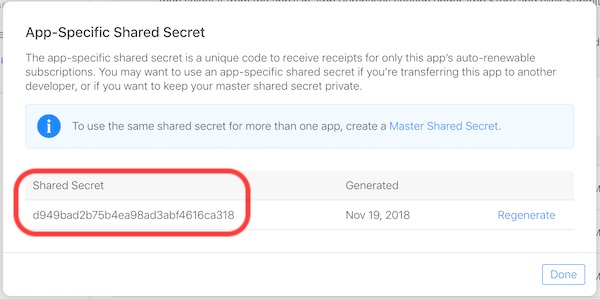 App-Specific Shared Secret
The app-specific shared secret is a unique code to receive receipts for only this app's auto-renewable
subscriptions. You may want to use an app-specific shared secret if you're transferring this app to another
developer, or if you want to keep your master shared secret private.
To use the same shared secret for more than one app, create a Master Shared Secret.
Shared Secret Generated
d949bad2b75b4ea98ad3abf4616ca318 Nov 19, 2018 Regenerate
Done